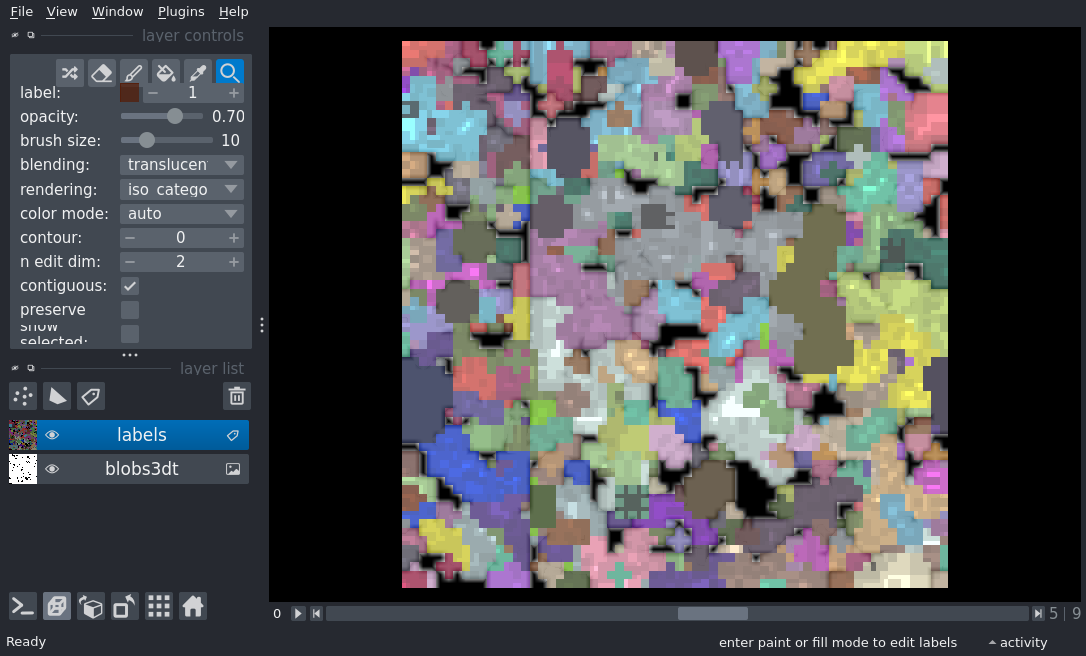 File View Window Plugins Help
layer controls
label: 1
opacity: 0.70
brush size: 10
blending: translucen
rendering: iso_catego
color mode: auto
contour: 0
n edit dim: 2
contiguous:
preserve
show
selected:
layer list
labels
blobs3dt
0 5 | 9
Ready enter paint or fill mode to edit labels activity